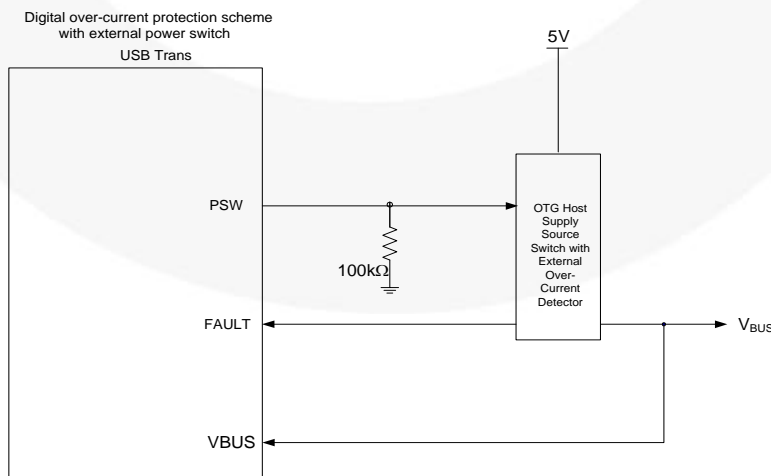 Digital over-current protection scheme
with external power switch
USB Trans
5V
PSW
OTG Host
Supply
Source
Switch with
External
Over-
Current
Detector
100kΩ
FAULT
VBUS
VBUS